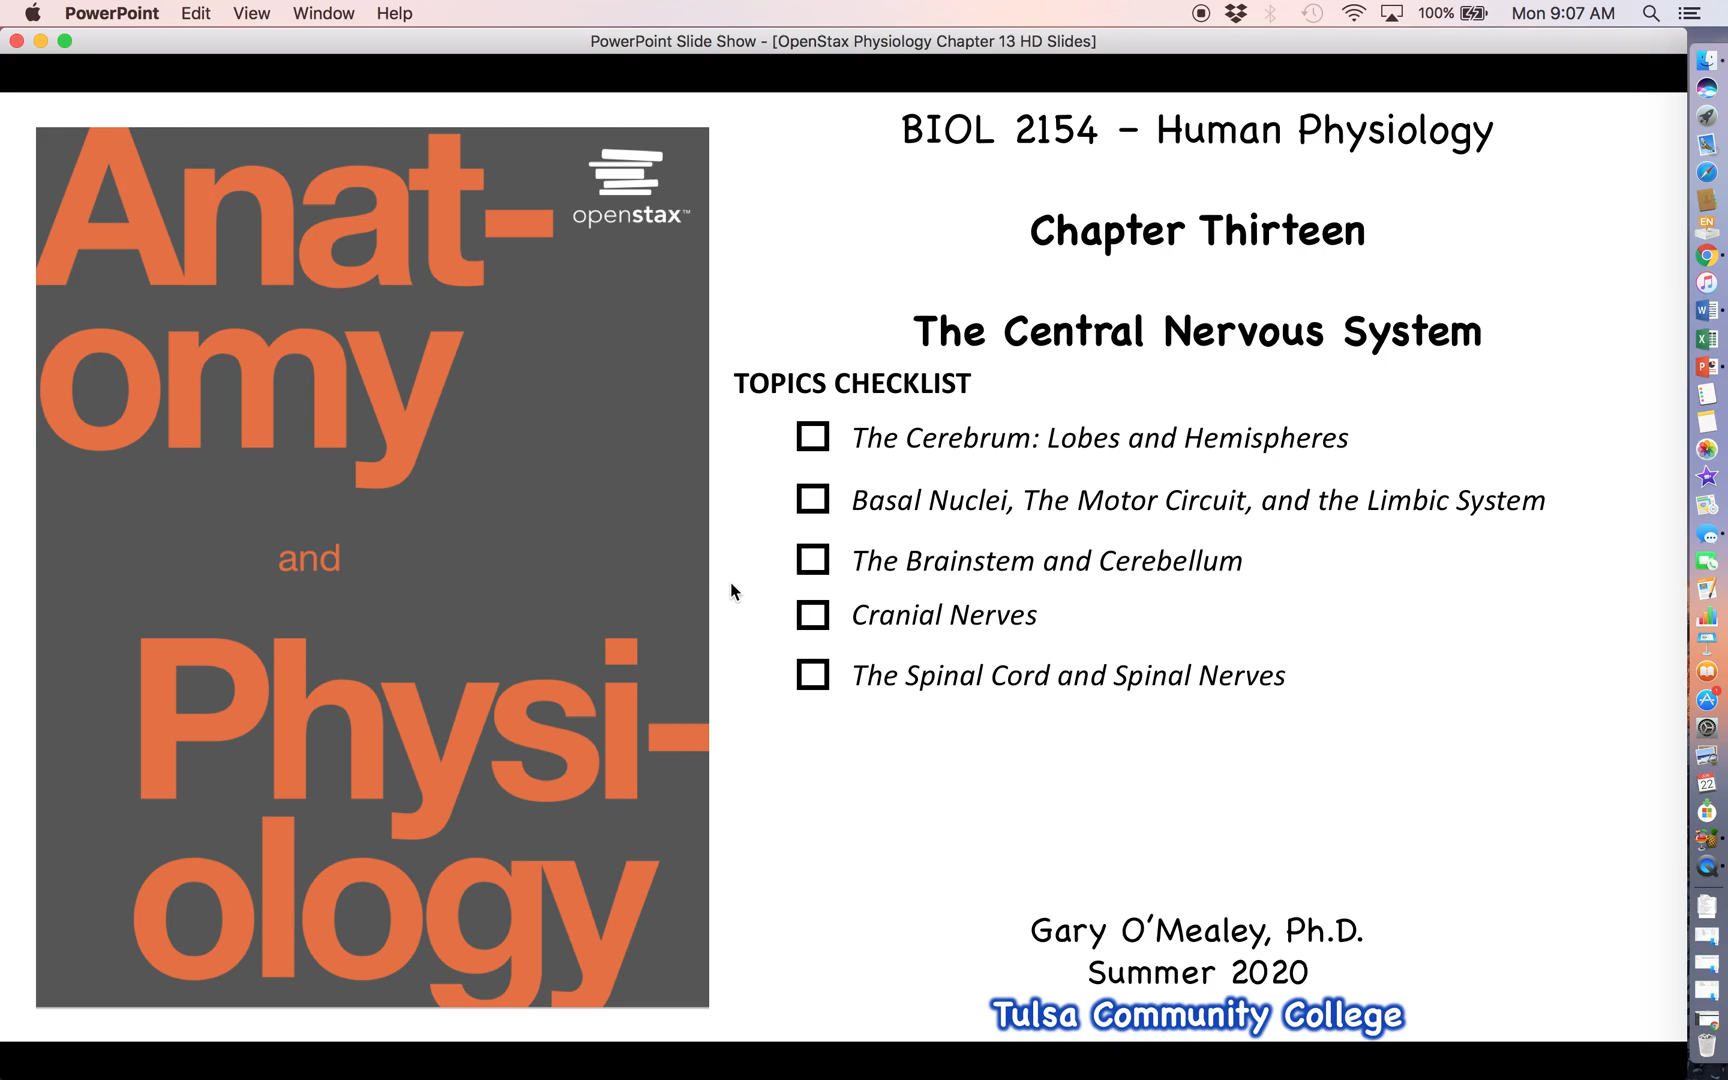 PowerPoint Edit View Window Help 100% Mon 9:07 AM
PowerPoint Slide Show - [OpenStax Physiology Chapter 13 HD Slides]
Anat-
omy
and
Physi-
ology
openstax™
BIOL 2154 – Human Physiology
Chapter Thirteen
The Central Nervous System
TOPICS CHECKLIST
The Cerebrum: Lobes and Hemispheres
Basal Nuclei, The Motor Circuit, and the Limbic System
The Brainstem and Cerebellum
Cranial Nerves
The Spinal Cord and Spinal Nerves
Gary O’Mealey, Ph.D.
Summer 2020
Tulsa Community College
EN
22